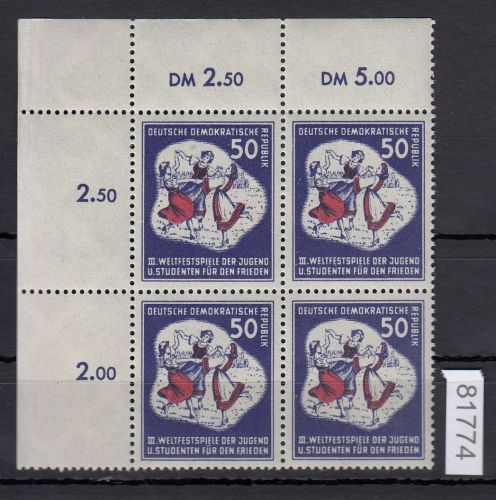 DM 2.50 DM 5.00
2.50
DEUTSCHE DEMOKRATISCHE
REPUBLIK
50
III. WELTFESTSPIELE DER JUGEND
U. STUDENTEN FÜR DEN FRIEDEN
DEUTSCHE DEMOKRATISCHE
REPUBLIK
50
III. WELTFESTSPIELE DER JUGEND
U. STUDENTEN FÜR DEN FRIEDEN
2.00
DEUTSCHE DEMOKRATISCHE
REPUBLIK
50
III. WELTFESTSPIELE DER JUGEND
U. STUDENTEN FÜR DEN FRIEDEN
DEUTSCHE DEMOKRATISCHE
REPUBLIK
50
III. WELTFESTSPIELE DER JUGEND
U. STUDENTEN FÜR DEN FRIEDEN
81774